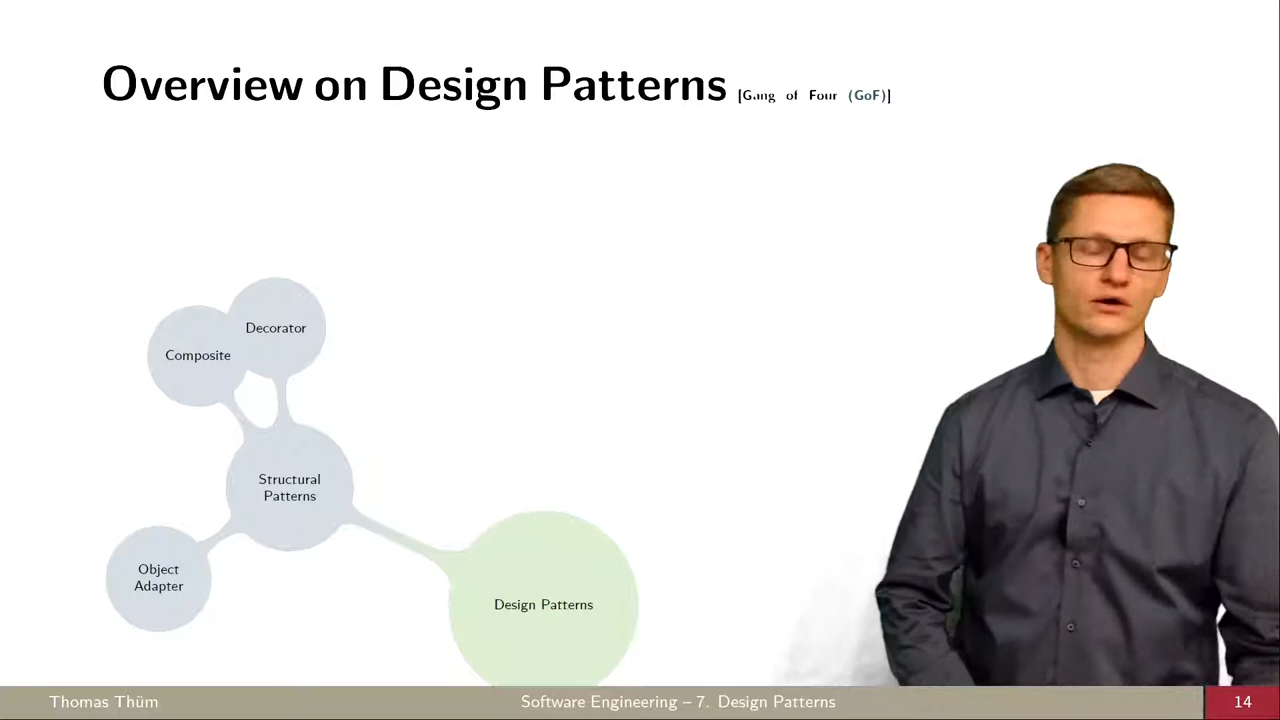 Overview on Design Patterns [Gang of Four (GoF)]
Decorator
Composite
Structural
Patterns
Object
Adapter
Design Patterns
Thomas Thüm
Software Engineering – 7. Design Patterns
14